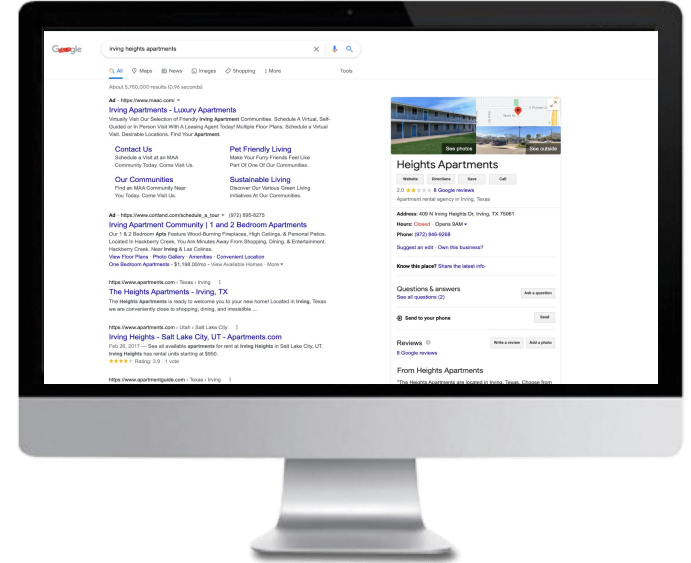 Google
irving heights apartments
All Maps News Images Shopping More Tools
About 5,750,000 results (0.96 seconds)
Ad · https://www.maac.com/
Irving Apartments - Luxury Apartments
Virtually Visit Our Selection of Friendly Irving Apartment Communities. Schedule A Virtual, Self-
Guided or In Person Visit With A Leasing Agent Today! Multiple Floor Plans. Schedule a Virtual
Visit. Desirable Locations. Find Your Apartment.
Contact Us
Schedule a Visit at an MAA
Community Today. Come Visit Us.
Pet Friendly Living
Make Your Furry Friends Feel Like
Part Of One Of Our Communities.
Our Communities
Find an MAA Community Near
You Today. Come Visit Us.
Sustainable Living
Discover Our Various Green Living
Initiatives At Our Communities.
Ad · https://www.cortland.com/schedule_a_tour (972) 895-8275
Irving Apartment Community | 1 and 2 Bedroom Apartments
Our 1 & 2 Bedroom Apts Feature Wood-Burning Fireplaces, High Ceilings, & Personal Patios.
Located In Hackberry Creek, You Are Minutes Away From Shopping, Dining, & Entertainment.
Hackberry Creek. Near Irving & Las Colinas.
View Floor Plans · Photo Gallery · Amenities · Convenient Location
One Bedroom Apartments - $1,198.00/mo - View Available Homes · More
https://www.apartments.com › Texas › Irving
The Heights Apartments - Irving, TX
The Heights Apartments is ready to welcome you to your new home! Located in Irving, Texas
we are conveniently close to shopping, dining, and irresistible ...
https://www.apartments.com › Utah › Salt Lake City
Irving Heights - Salt Lake City, UT - Apartments.com
Feb 26, 2017 — See all available apartments for rent at Irving Heights in Salt Lake City, UT.
Irving Heights has rental units starting at $950.
Rating: 3.9 · 1 vote
https://www.apartmentguide.com › Texas › Irving
See photos
See outside
Heights Apartments
Website Directions Save Call
2.0 8 Google reviews
Apartment rental agency in Irving, Texas
Address: 409 N Irving Heights Dr, Irving, TX 75061
Hours: Closed · Opens 9AM
Phone: (972) 846-9268
Suggest an edit · Own this business?
Know this place? Share the latest info
Questions & answers
See all questions (2)
Ask a question
Send to your phone
Send
Reviews
Write a review Add a photo
8 Google reviews
From Heights Apartments
"The Heights Apartments are located in Irving, Texas. Choose from